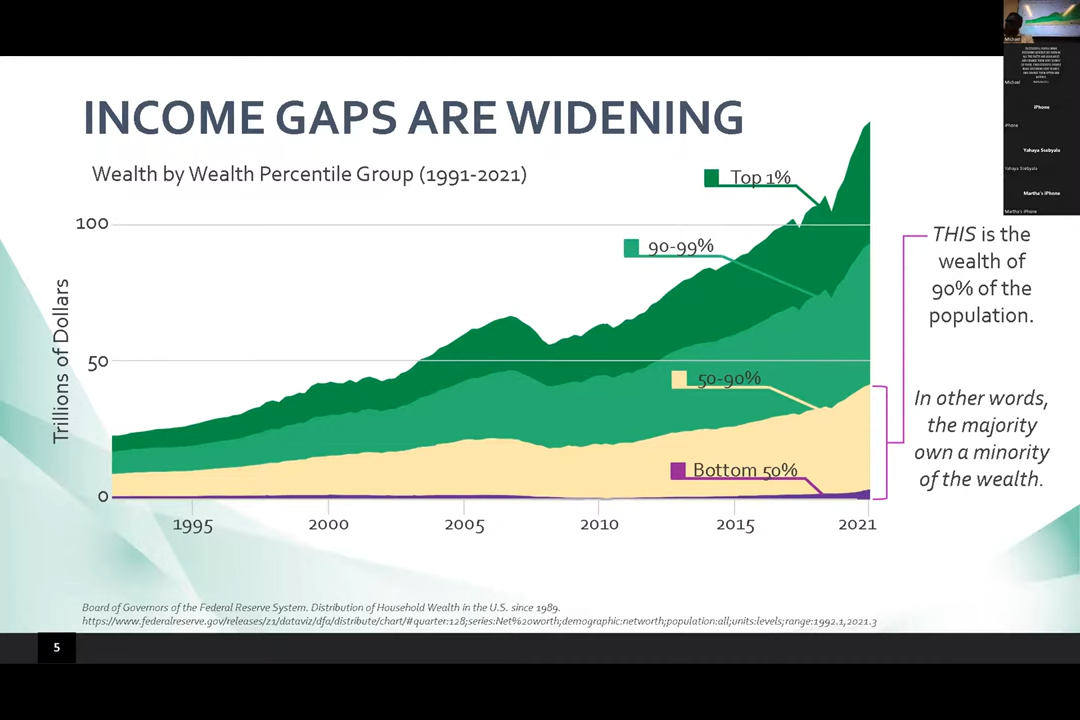 INCOME GAPS ARE WIDENING
Wealth by Wealth Percentile Group (1991-2021)
Top 1%
90-99%
50-90%
Bottom 50%
Trillions of Dollars
100
50
0
1995
2000
2005
2010
2015
2021
THIS is the
wealth of
90% of the
population.
In other words,
the majority
own a minority
of the wealth.
Board of Governors of the Federal Reserve System. Distribution of Household Wealth in the U.S. since 1989.
https://www.federalreserve.gov/releases/z1/dataviz/dfa/distribute/chart/#quarter:128;series:Net%20worth;demographic:networth;population:all;units:levels;range:1992.1,2021.3
5
Michael
Michael
iPhone
iPhone
Yahaya Ssebyala
Yahaya Ssebyala
Martha's iPhone
Martha's iPhone